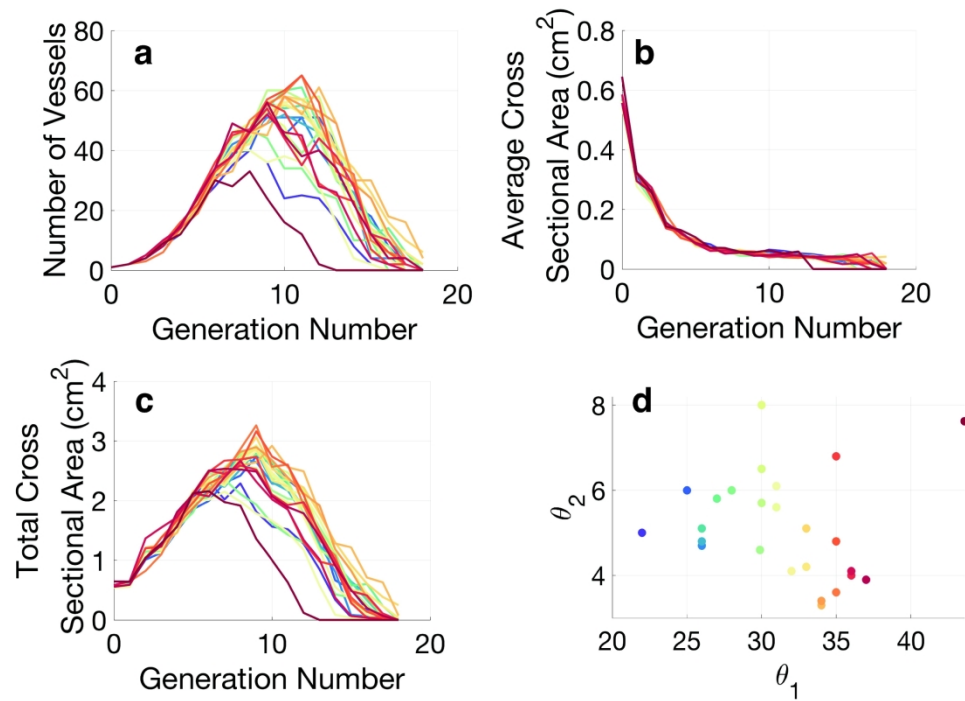 a
80
60
40
20
0
Number of Vessels
0 10 20
Generation Number
b
0.8
0.6
0.4
0.2
0
Average Cross
Sectional Area (cm²)
0 10 20
Generation Number
c
4
3
2
1
0
Total Cross
Sectional Area (cm²)
0 10 20
Generation Number
d
8
6
4
θ₂
20 25 30 35 40
θ₁